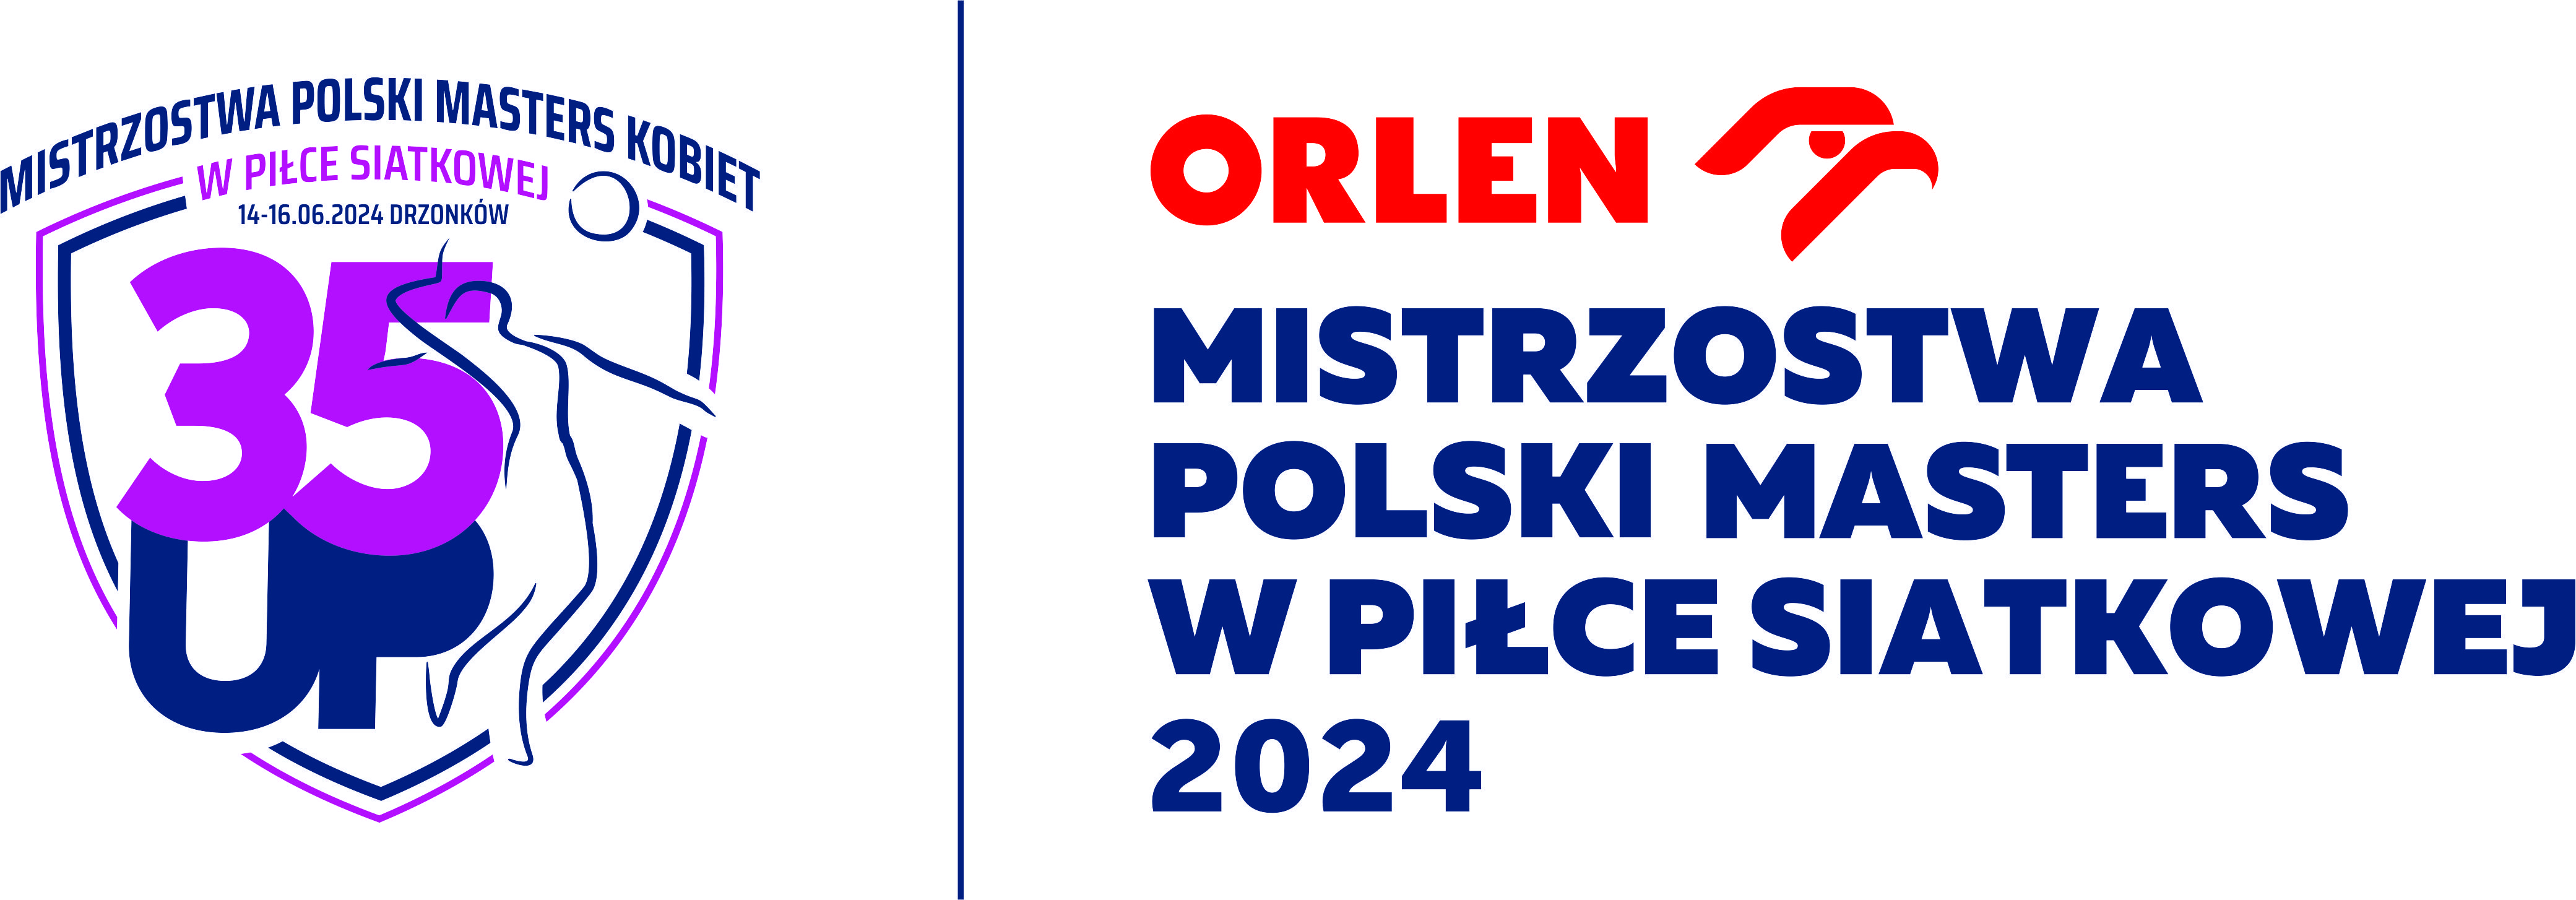 MISTRZOSTWA POLSKI MASTERS KOBIET
W PIŁCE SIATKOWEJ
14-16.06.2024 DRZONKÓW
35
UP
ORLEN
MISTRZOSTWA
POLSKI MASTERS
W PIŁCE SIATKOWEJ
2024